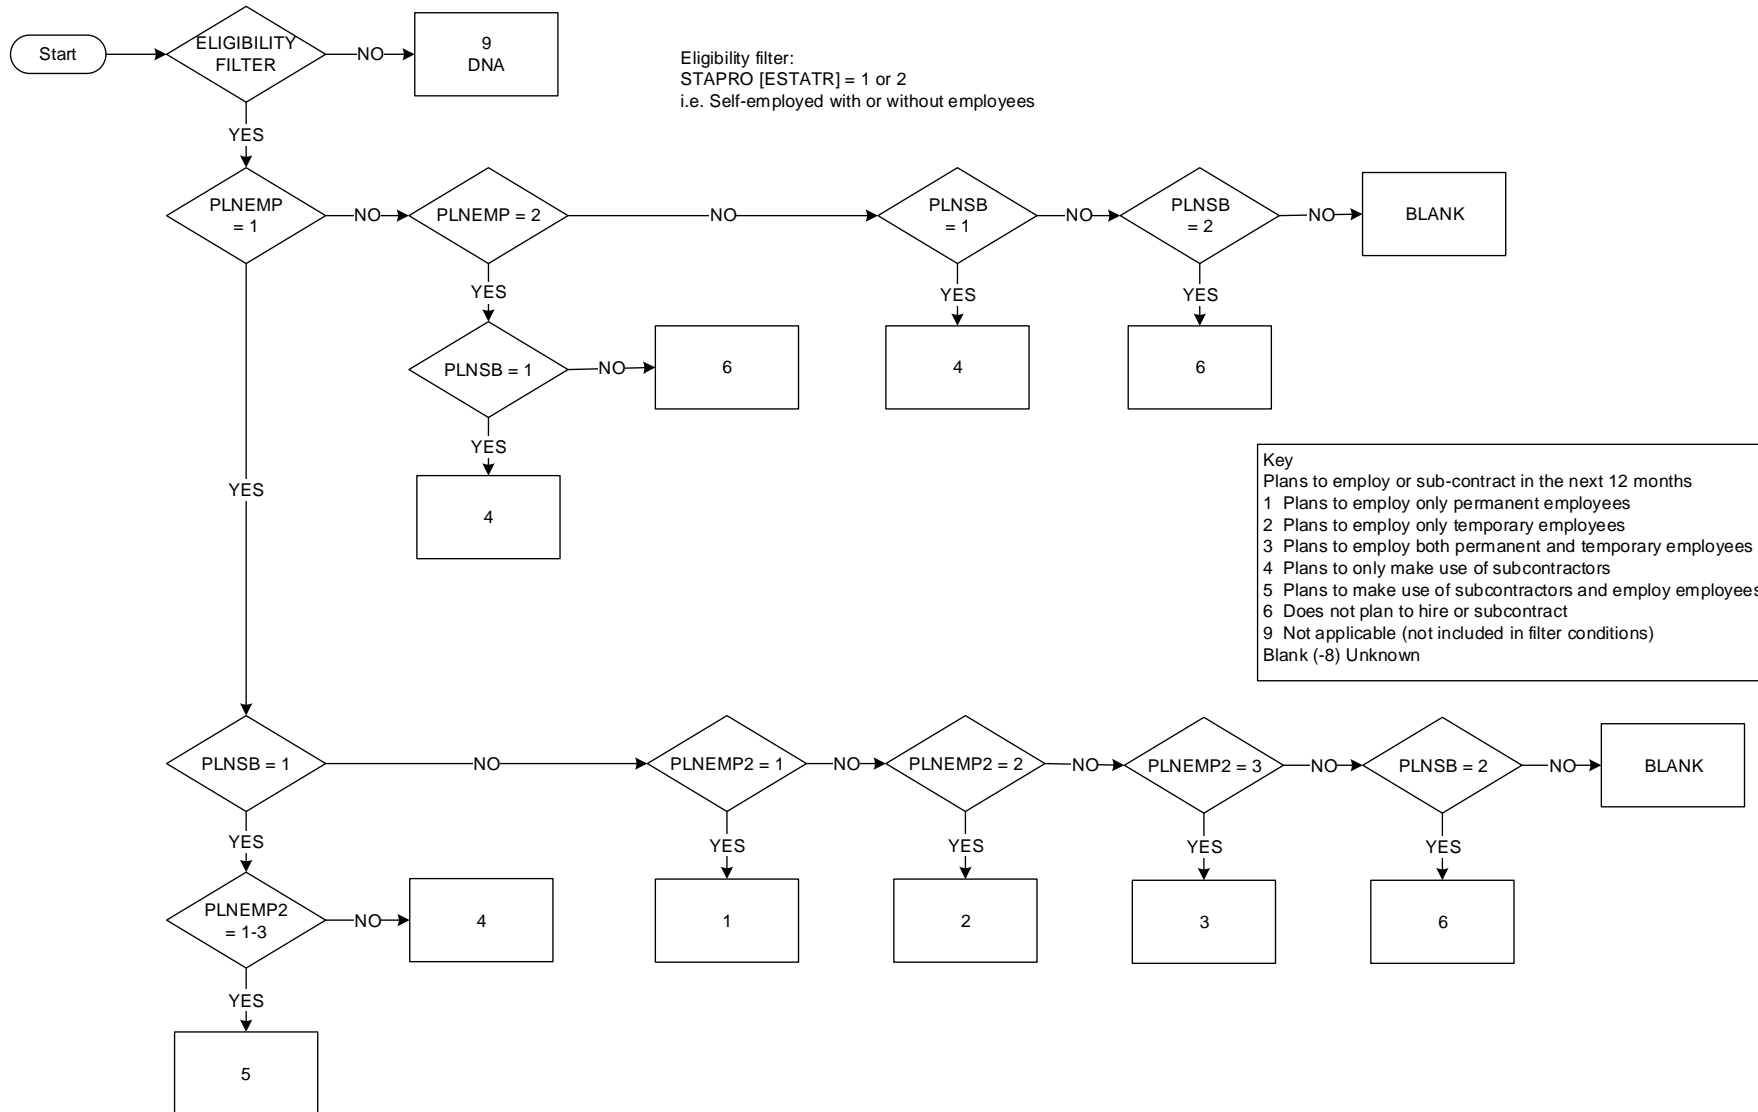 Start
ELIGIBILITY
FILTER
NO
9
DNA
Eligibility filter:
STAPRO [ESTATR] = 1 or 2
i.e. Self-employed with or without employees
YES
PLNEMP
= 1
NO
PLNEMP = 2
NO
PLNSB
= 1
NO
PLNSB
= 2
NO
BLANK
YES
YES
YES
PLNSB = 1
NO
6
4
6
YES
4
YES
Key
Plans to employ or sub-contract in the next 12 months
1 Plans to employ only permanent employees
2 Plans to employ only temporary employees
3 Plans to employ both permanent and temporary employees
4 Plans to only make use of subcontractors
5 Plans to make use of subcontractors and employ employees
6 Does not plan to hire or subcontract
9 Not applicable (not included in filter conditions)
Blank (-8) Unknown
PLNSB = 1
NO
PLNEMP2 = 1
NO
PLNEMP2 = 2
NO
PLNEMP2 = 3
NO
PLNSB = 2
NO
BLANK
YES
YES
YES
YES
YES
PLNEMP2
= 1-3
NO
4
1
2
3
6
YES
5